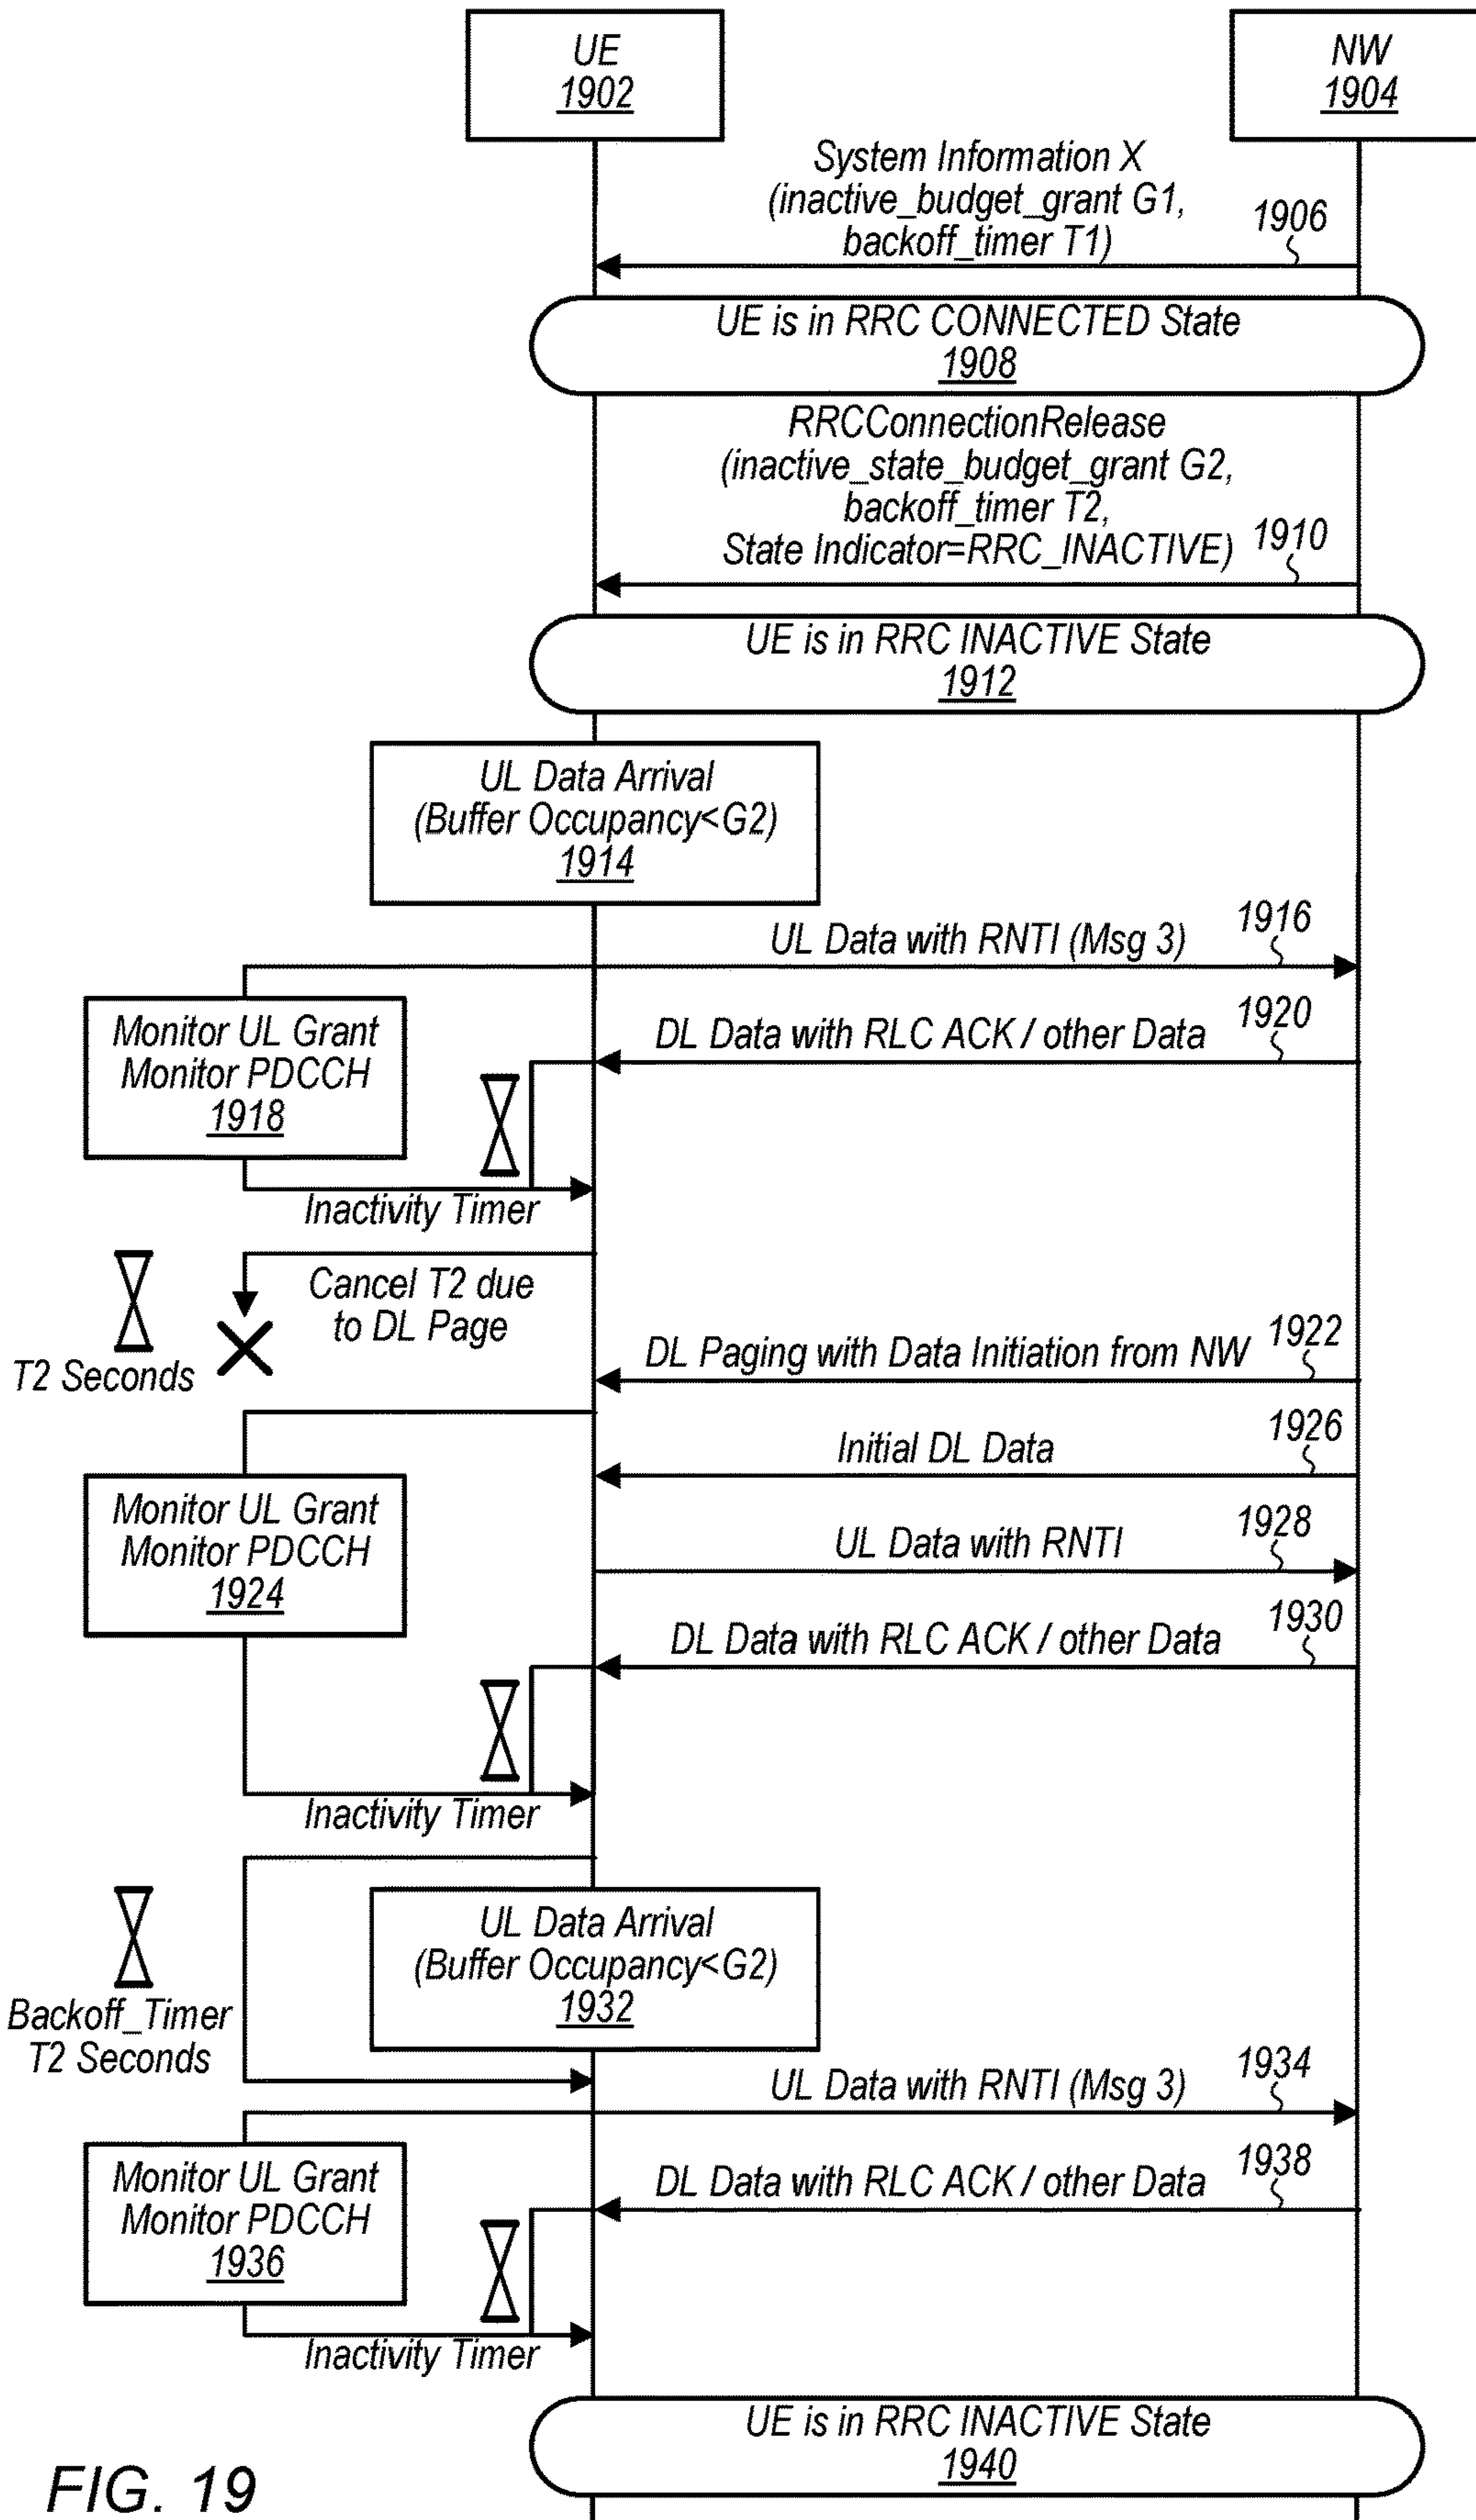 UE
1902
NW
1904
System Information X
(inactive_budget_grant G1,
backoff_timer T1)
1906
UE is in RRC CONNECTED State
1908
RRCConnectionRelease
(inactive_state_budget_grant G2,
backoff_timer T2,
State Indicator=RRC_INACTIVE)
1910
UE is in RRC INACTIVE State
1912
UL Data Arrival
(Buffer Occupancy<G2)
1914
UL Data with RNTI (Msg 3)
1916
Monitor UL Grant
Monitor PDCCH
1918
DL Data with RLC ACK / other Data
1920
Inactivity Timer
Cancel T2 due
to DL Page
T2 Seconds
DL Paging with Data Initiation from NW
1922
Initial DL Data
1926
Monitor UL Grant
Monitor PDCCH
1924
UL Data with RNTI
1928
DL Data with RLC ACK / other Data
1930
Inactivity Timer
UL Data Arrival
(Buffer Occupancy<G2)
1932
Backoff_Timer
T2 Seconds
UL Data with RNTI (Msg 3)
1934
Monitor UL Grant
Monitor PDCCH
1936
DL Data with RLC ACK / other Data
1938
Inactivity Timer
UE is in RRC INACTIVE State
1940
FIG. 19